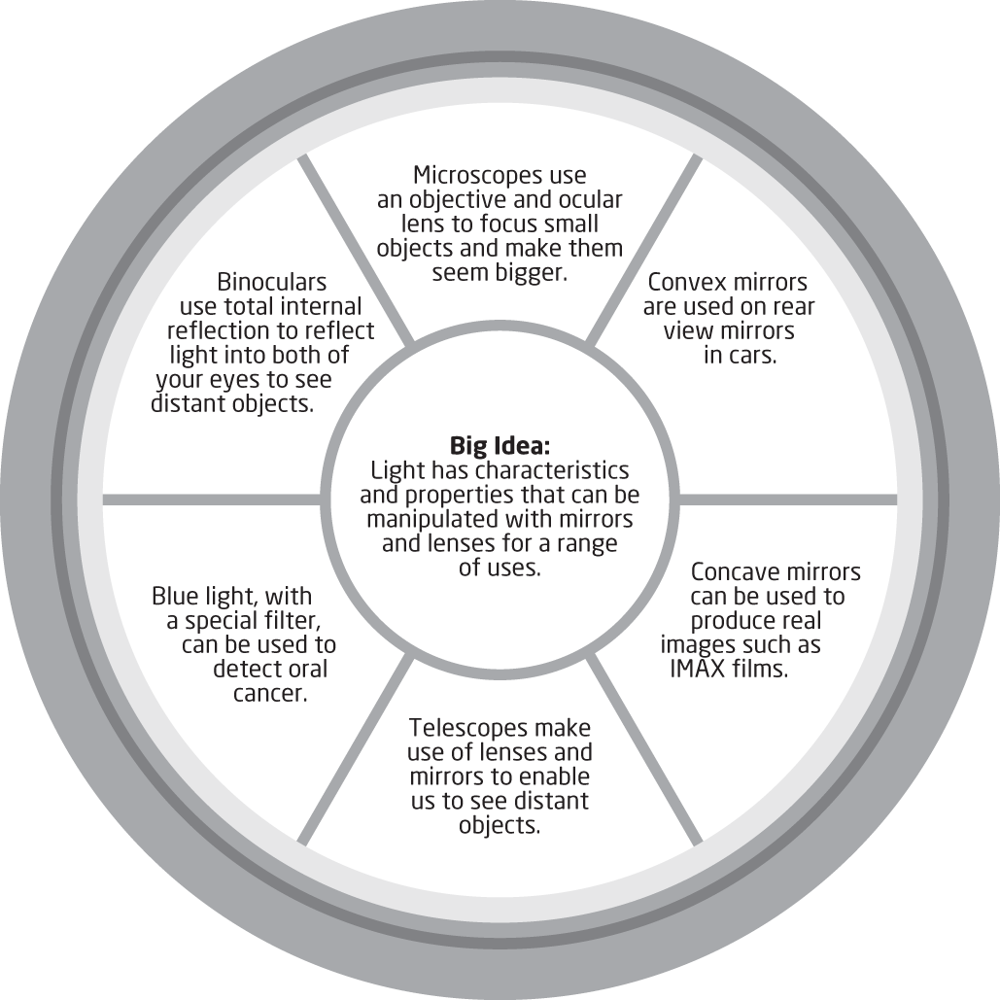 Microscopes use
an objective and ocular
lens to focus small
objects and make them
seem bigger.
Convex mirrors
are used on rear
view mirrors
in cars.
Concave mirrors
can be used to
produce real
images such as
IMAX films.
Telescopes make
use of lenses and
mirrors to enable
us to see distant
objects.
Blue light, with
a special filter,
can be used to
detect oral
cancer.
Binoculars
use total internal
reflection to reflect
light into both of
your eyes to see
distant objects.
Big Idea:
Light has characteristics
and properties that can be
manipulated with mirrors
and lenses for a range
of uses.